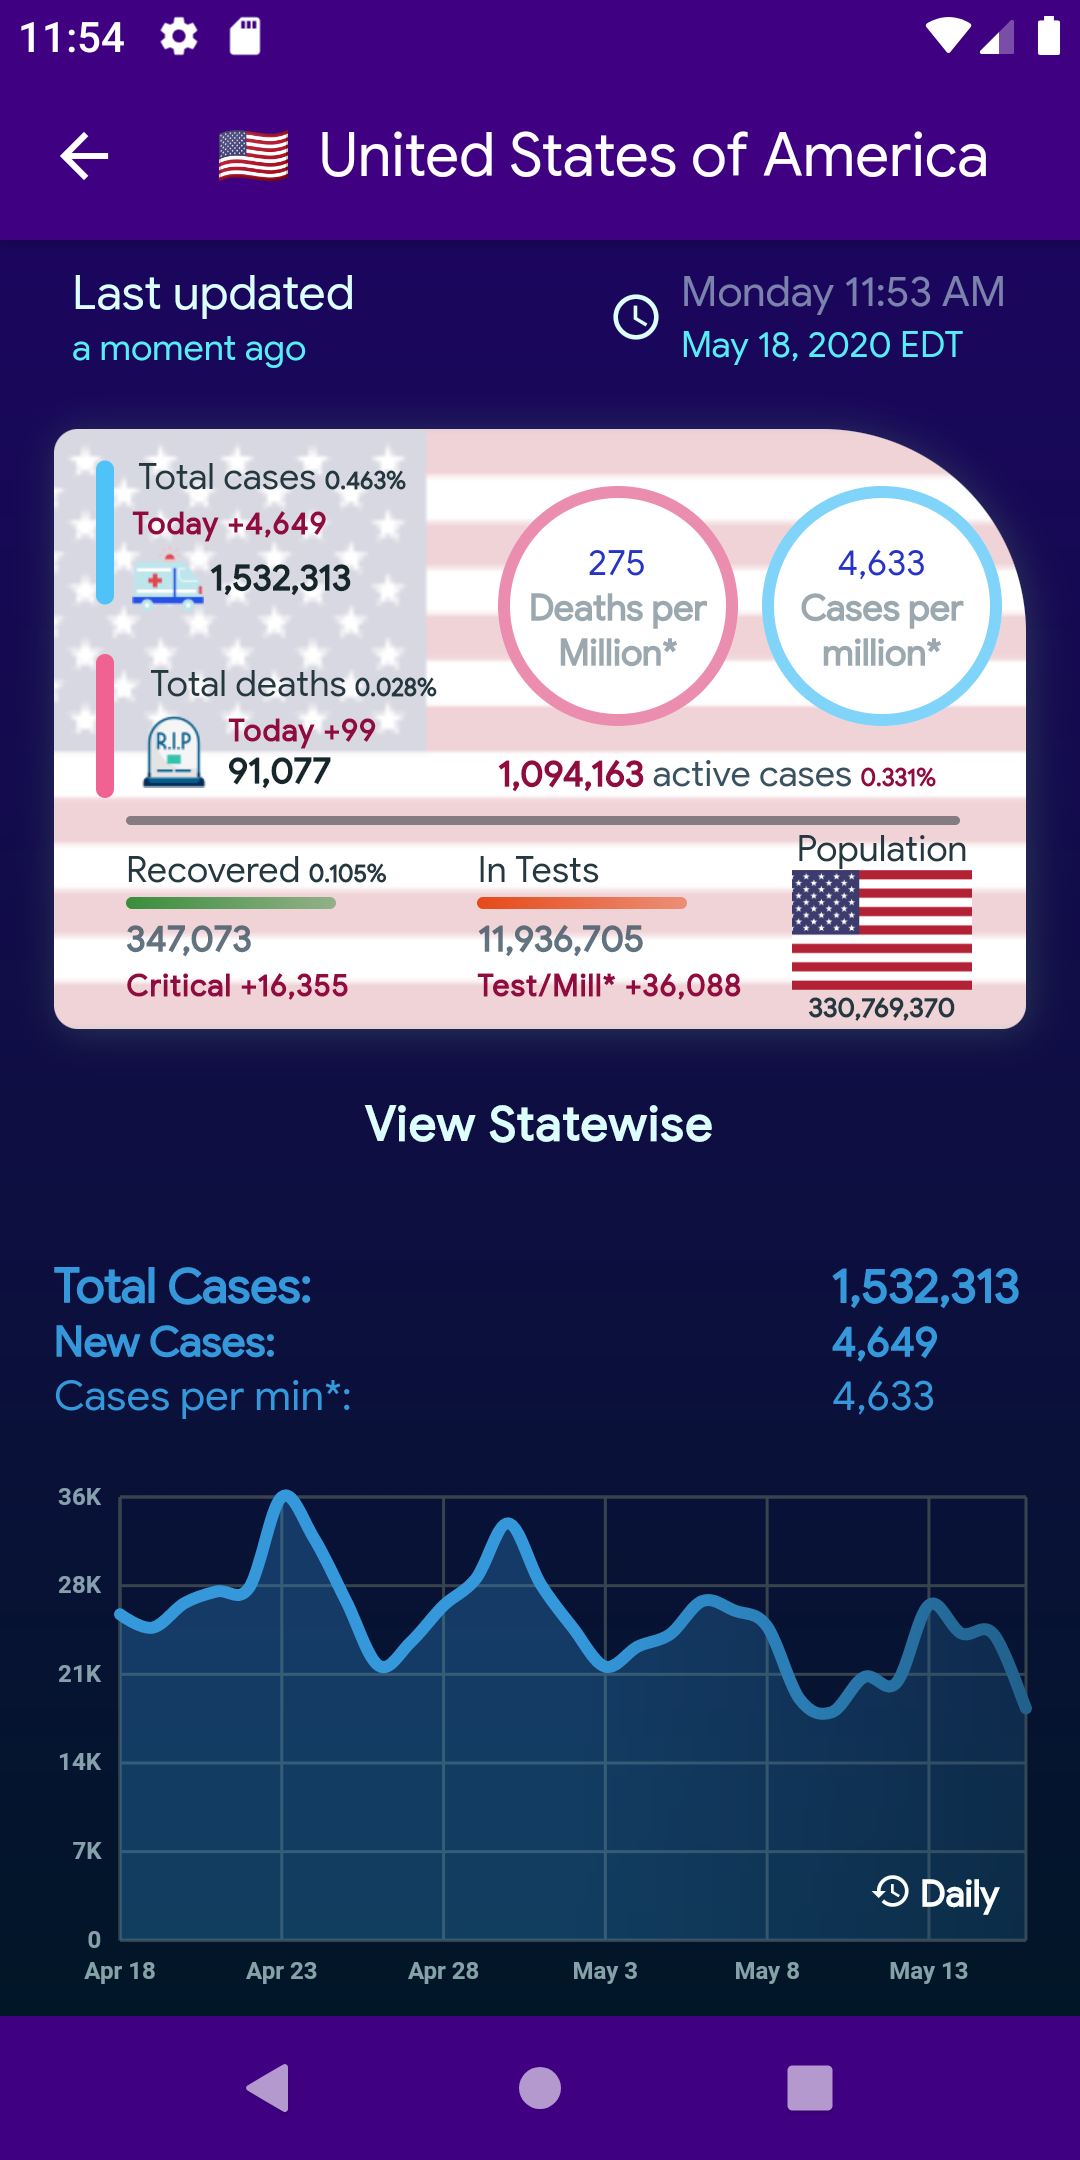 11:54
United States of America
Last updated
a moment ago
Monday 11:53 AM
May 18, 2020 EDT
Total cases 0.463%
Today +4,649
1,532,313
Total deaths 0.028%
R.I.P
Today +99
91,077
275
Deaths per
Million*
4,633
Cases per
million*
1,094,163 active cases 0.331%
Recovered 0.105%
347,073
Critical +16,355
In Tests
11,936,705
Test/Mill* +36,088
Population
330,769,370
View Statewise
Total Cases: 1,532,313
New Cases: 4,649
Cases per min*: 4,633
36K
28K
21K
14K
7K
0
Daily
Apr 18 Apr 23 Apr 28 May 3 May 8 May 13